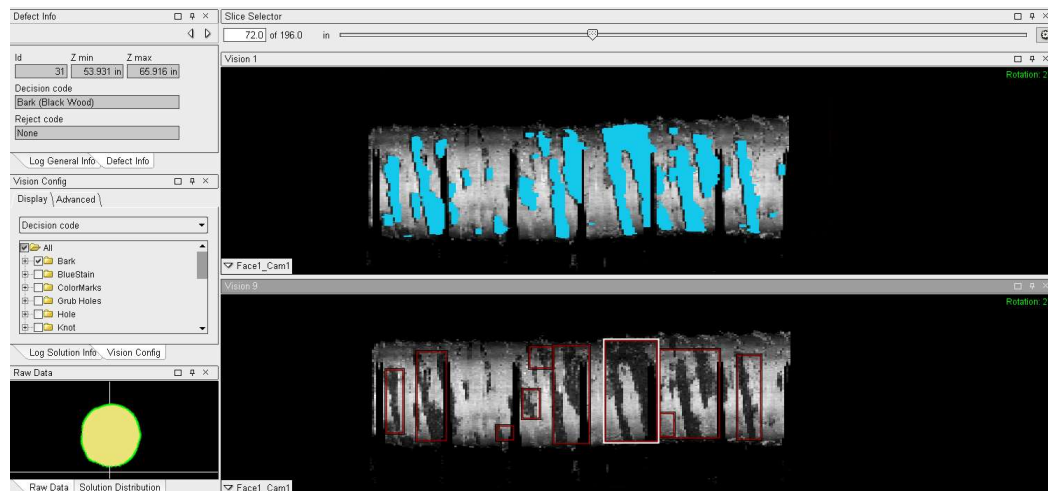 Defect Info
Id
Z min
Z max
31
53.931 in
65.916 in
Decision code
Bark (Black Wood)
Reject code
None
Log General Info
Defect Info
Vision Config
Display
Advanced
Decision code
All
Bark
BlueStain
ColorMarks
Grub Holes
Hole
Knot
Log Solution Info
Vision Config
Raw Data
Raw Data
Solution Distribution
Slice Selector
72.0 of 196.0 in
Vision 1
Rotation: 2
Face1_Cam1
Vision 9
Rotation: 2
Face1_Cam1